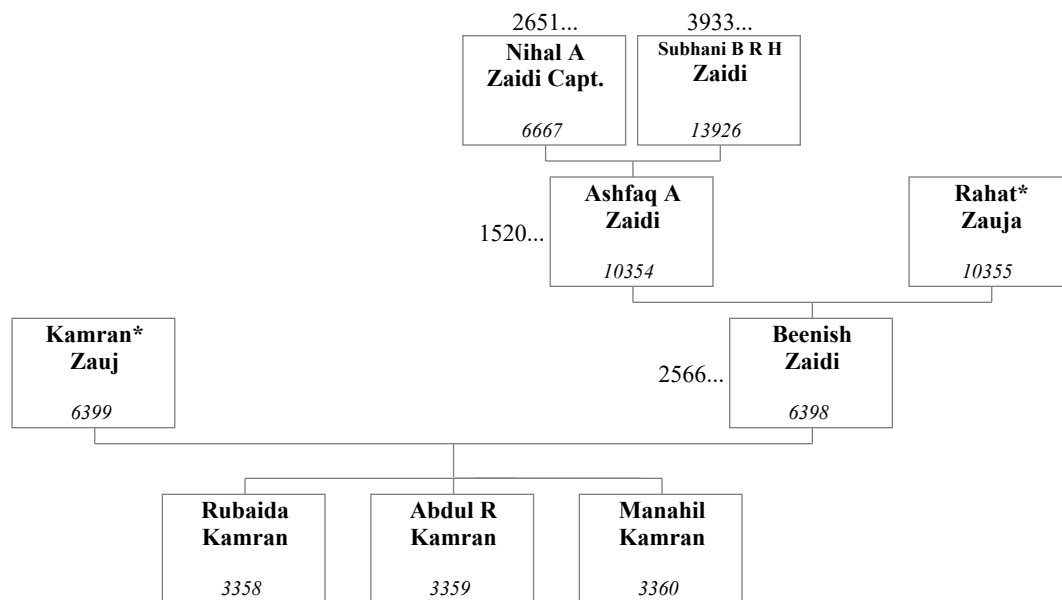 2651...
3933...
Nihal A
Zaidi Capt.
6667
Subhani B R H
Zaidi
13926
1520...
Ashfaq A
Zaidi
10354
Rahat*
Zauja
10355
Kamran*
Zauj
6399
2566...
Beenish
Zaidi
6398
Rubaida
Kamran
3358
Abdul R
Kamran
3359
Manahil
Kamran
3360